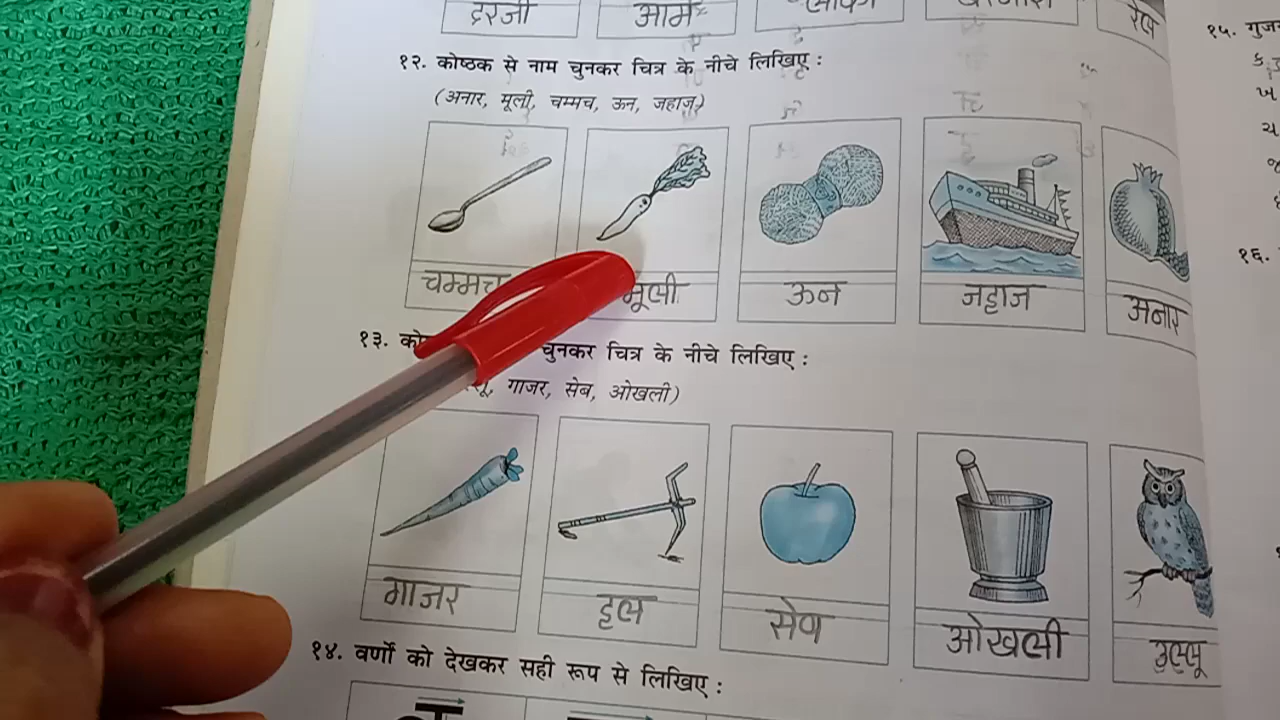 दरजी आम
रेल
१२. कोष्ठक से नाम चुनकर चित्र के नीचे लिखिए :
(अनार, मूली, चम्मच, ऊन, जहाज़)
चम्मच मूली ऊन जहाज अनार
१३. चुनकर चित्र के नीचे लिखिए :
गाजर, सेब, ओखली)
गाजर हल सेब ओखली उल्लू
१४. वर्णों को देखकर सही रूप से लिखिए :
१५.
१६.